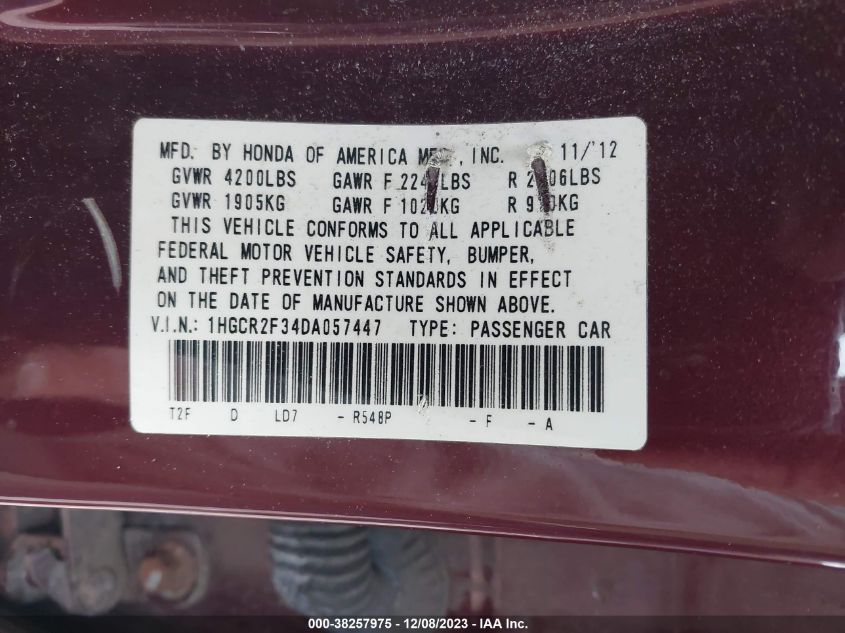 MFD. BY HONDA OF AMERICA INC. 11/'12
GVWR 4200LBS GAWR F R
GVWR 1905KG GAWR F R
THIS VEHICLE CONFORMS TO ALL APPLICABLE
FEDERAL MOTOR VEHICLE SAFETY, BUMPER,
AND THEFT PREVENTION STANDARDS IN EFFECT
ON THE DATE OF MANUFACTURE SHOWN ABOVE.
V.I.N.: 1HGCR2F34DA057447 TYPE: PASSENGER CAR
T2F D LD7 - R548P - F - A
000-38257975 - 12/08/2023 - IAA Inc.